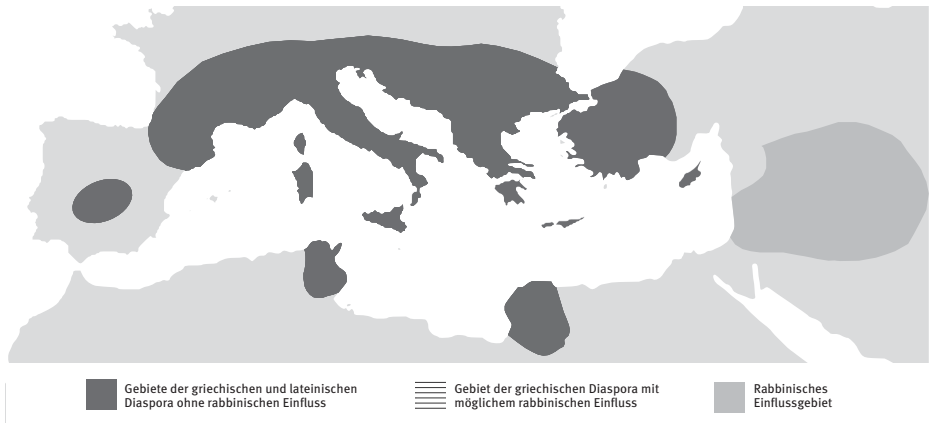 Gebiete der griechischen und lateinischen
Diaspora ohne rabbinischen Einfluss
Gebiet der griechischen Diaspora mit
möglichem rabbinischen Einfluss
Rabbinisches
Einflussgebiet